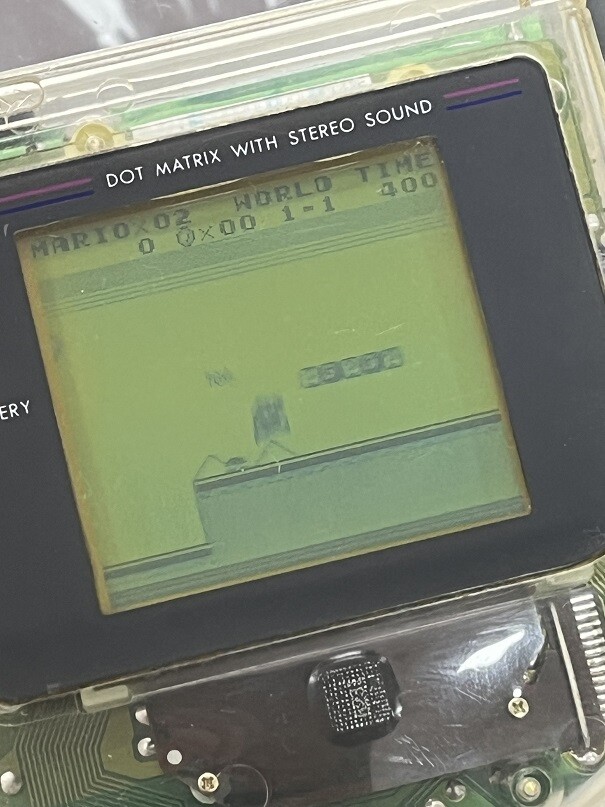 DOT MATRIX WITH STEREO SOUND
MARIO×02 WORLD TIME
0 ×00 1-1 400
ERY